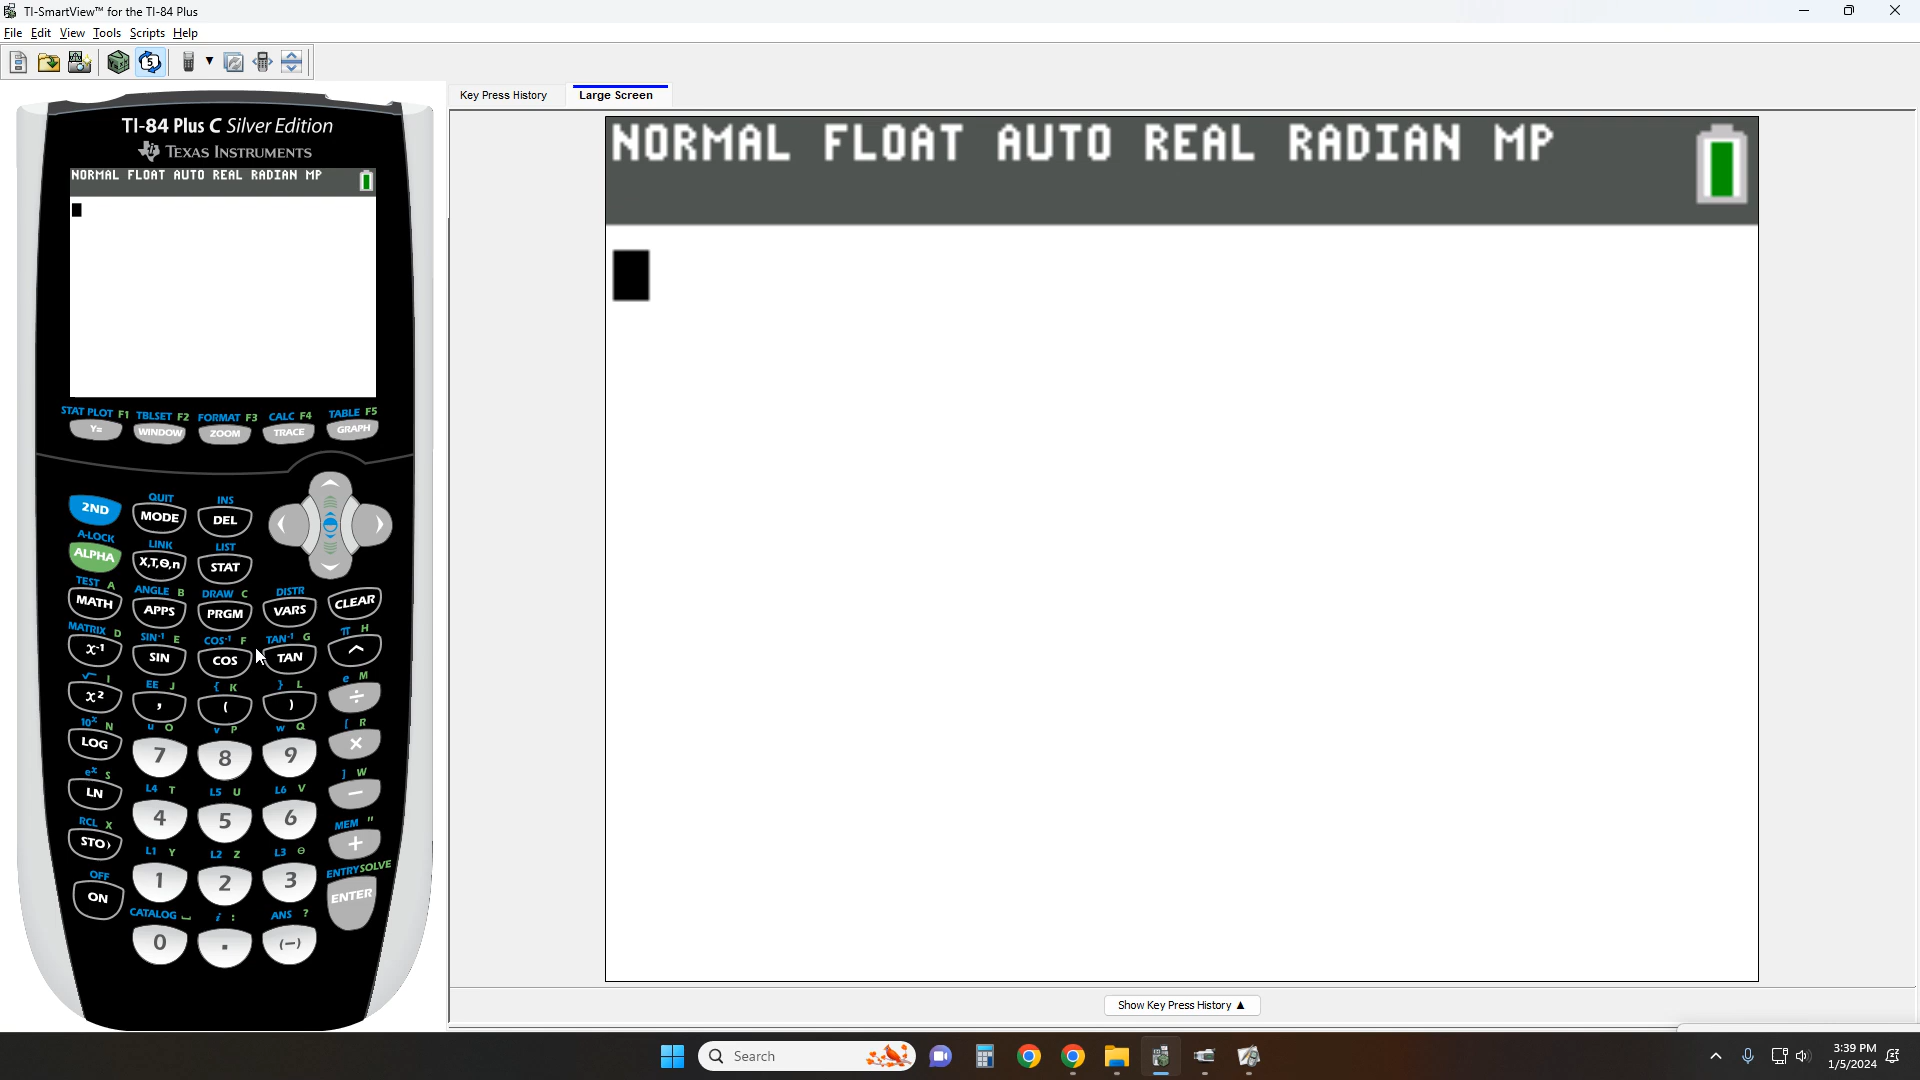 TI-SmartView™ for the TI-84 Plus
File Edit View Tools Scripts Help
Key Press History Large Screen
TI-84 Plus C Silver Edition
TEXAS INSTRUMENTS
NORMAL FLOAT AUTO REAL RADIAN MP
NORMAL FLOAT AUTO REAL RADIAN MP
STAT PLOT F1 TBLSET F2 FORMAT F3 CALC F4 TABLE F5
Y= WINDOW ZOOM TRACE GRAPH
QUIT INS
2ND MODE DEL
A-LOCK LINK LIST
ALPHA X,T,Θ,n STAT
TEST A ANGLE B DRAW C DISTR
MATH APPS PRGM VARS CLEAR
MATRIX D SIN⁻¹ E COS⁻¹ F TAN⁻¹ G π H
x⁻¹ SIN COS TAN ^
√ I EE J { K } L e M
x² , ( ) ÷
10ˣ N u O v P w Q [ R
LOG 7 8 9 ×
eˣ S L4 T L5 U L6 V ] W
LN 4 5 6 −
RCL X L1 Y L2 Z L3 Θ MEM "
STO› 1 2 3 +
OFF CATALOG ⎵ i : ANS ? ENTRY SOLVE
ON 0 . (−) ENTER
Show Key Press History ▲
Search
3:39 PM
1/5/2024